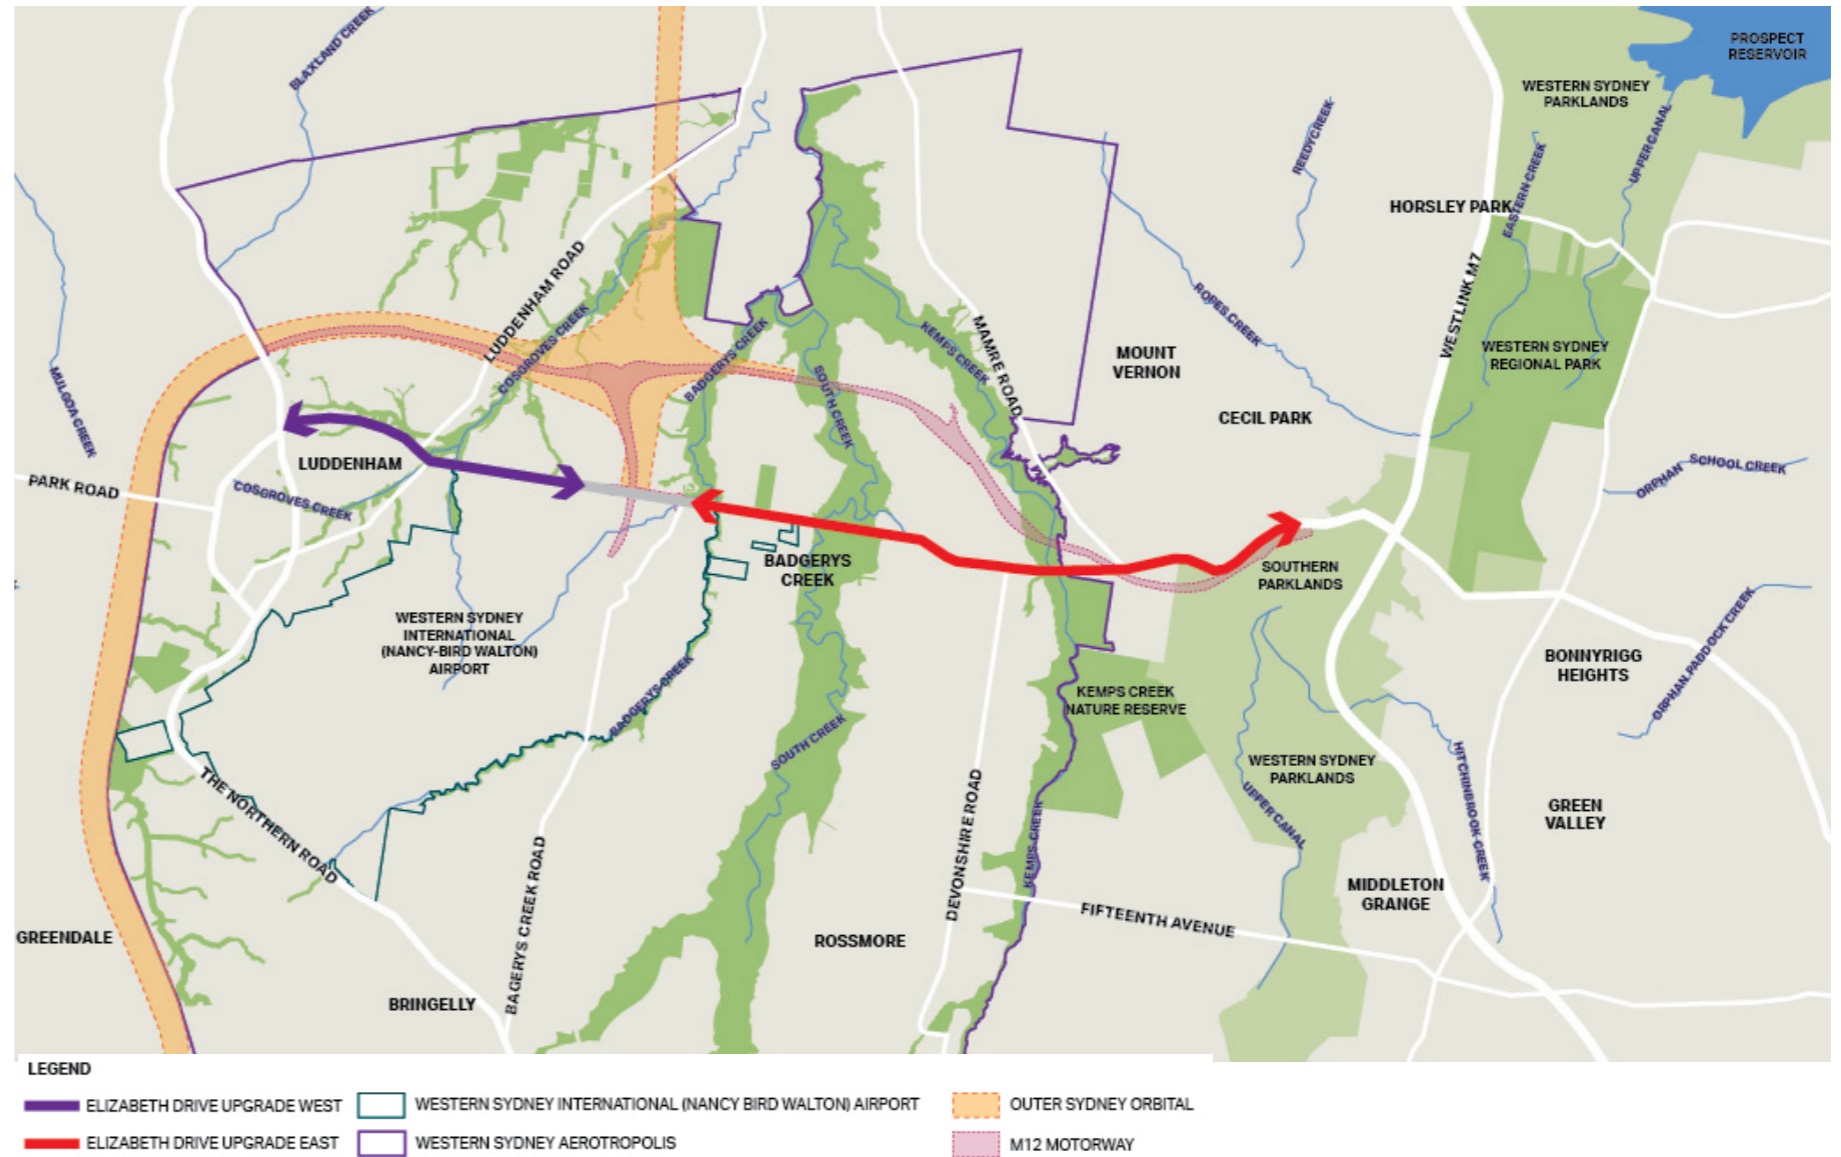 BLAXLAND CREEK
PROSPECT
RESERVOIR
WESTERN SYDNEY
PARKLANDS
UPPER CANAL
REEDYCREEK
EASTERN CREEK
HORSLEY PARK
LUDDENHAM ROAD
COSGROVES CREEK
BADGERYS CREEK
SOUTH CREEK
KEMPS CREEK
MAMRE ROAD
MOUNT
VERNON
ROPES CREEK
WESTLINK M7
WESTERN SYDNEY
REGIONAL PARK
CECIL PARK
MULGOA CREEK
LUDDENHAM
PARK ROAD
COSGROVES CREEK
ORPHAN SCHOOL CREEK
BADGERYS
CREEK
SOUTHERN
PARKLANDS
WESTERN SYDNEY
INTERNATIONAL
(NANCY-BIRD WALTON)
AIRPORT
BADGERYS CREEK
SOUTH CREEK
KEMPS CREEK
NATURE RESERVE
BONNYRIGG
HEIGHTS
ORPHAN PADDOCK CREEK
WESTERN SYDNEY
PARKLANDS
UPPER CANAL
HITCHINBROOK CREEK
GREEN
VALLEY
THE NORTHERN ROAD
BAGERYS CREEK ROAD
DEVONSHIRE ROAD
KEMPS CREEK
MIDDLETON
GRANGE
FIFTEENTH AVENUE
GREENDALE
ROSSMORE
BRINGELLY
LEGEND
ELIZABETH DRIVE UPGRADE WEST
WESTERN SYDNEY INTERNATIONAL (NANCY BIRD WALTON) AIRPORT
OUTER SYDNEY ORBITAL
ELIZABETH DRIVE UPGRADE EAST
WESTERN SYDNEY AEROTROPOLIS
M12 MOTORWAY